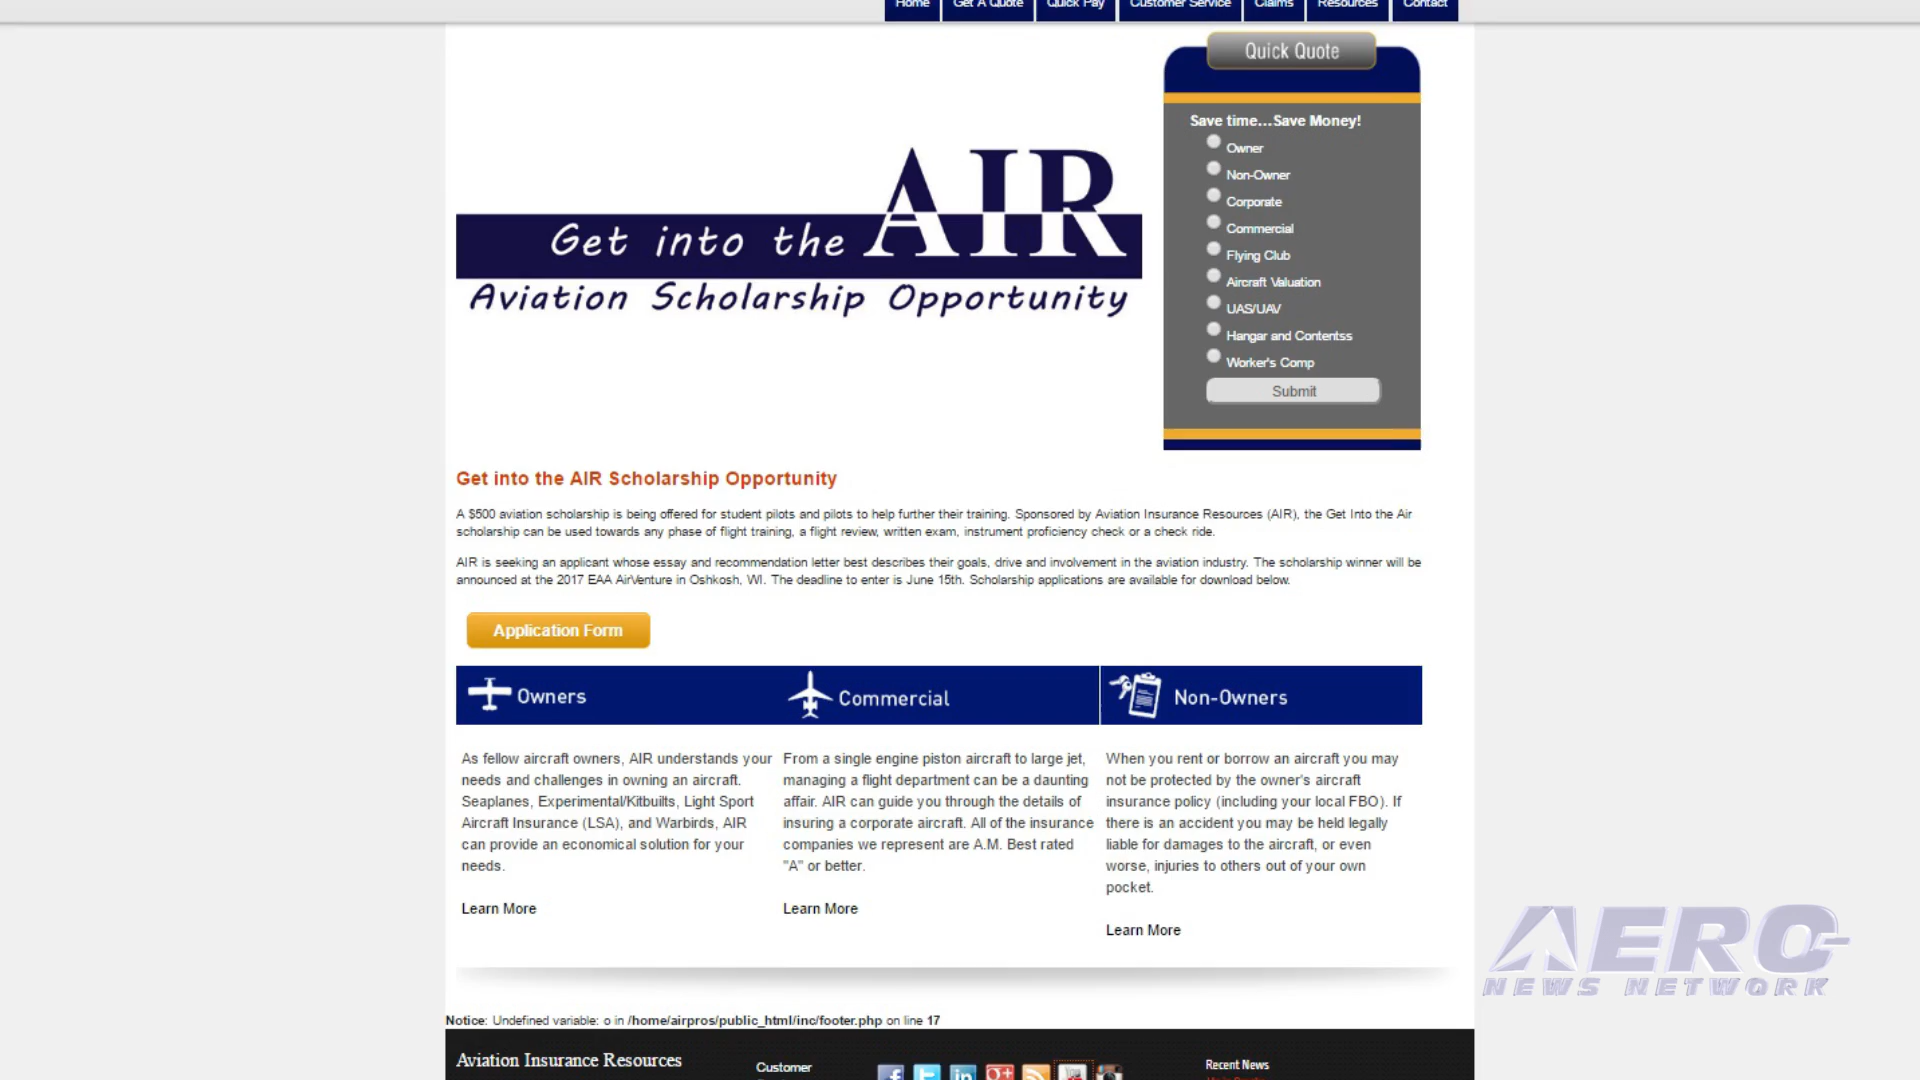 Home Get A Quote Quick Pay Customer Service Claims Resources Contact
Quick Quote
Save time...Save Money!
Owner
Non-Owner
Corporate
Commercial
Flying Club
Aircraft Valuation
UAS/UAV
Hangar and Contentss
Worker's Comp
Submit
Get into the AIR
Aviation Scholarship Opportunity
Get into the AIR Scholarship Opportunity
A $500 aviation scholarship is being offered for student pilots and pilots to help further their training. Sponsored by Aviation Insurance Resources (AIR), the Get Into the Air
scholarship can be used towards any phase of flight training, a flight review, written exam, instrument proficiency check or a check ride.
AIR is seeking an applicant whose essay and recommendation letter best describes their goals, drive and involvement in the aviation industry. The scholarship winner will be
announced at the 2017 EAA AirVenture in Oshkosh, WI. The deadline to enter is June 15th. Scholarship applications are available for download below.
Application Form
Owners
As fellow aircraft owners, AIR understands your
needs and challenges in owning an aircraft.
Seaplanes, Experimental/Kitbuilts, Light Sport
Aircraft Insurance (LSA), and Warbirds, AIR
can provide an economical solution for your
needs.
Learn More
Commercial
From a single engine piston aircraft to large jet,
managing a flight department can be a daunting
affair. AIR can guide you through the details of
insuring a corporate aircraft. All of the insurance
companies we represent are A.M. Best rated
"A" or better.
Learn More
Non-Owners
When you rent or borrow an aircraft you may
not be protected by the owner's aircraft
insurance policy (including your local FBO). If
there is an accident you may be held legally
liable for damages to the aircraft, or even
worse, injuries to others out of your own
pocket.
Learn More
AERO
NEWS NETWORK
Notice: Undefined variable: o in /home/airpros/public_html/inc/footer.php on line 17
Aviation Insurance Resources
Customer
Recent News